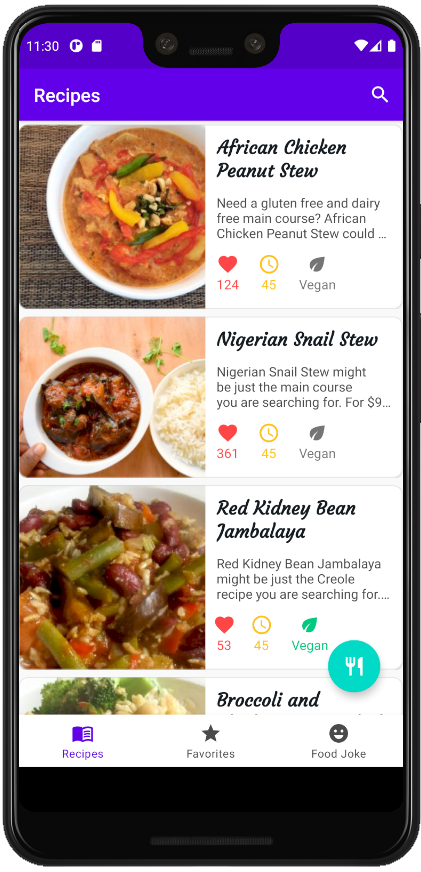 11:30
Recipes
African Chicken
Peanut Stew
Need a gluten free and dairy
free main course? African
Chicken Peanut Stew could …
124 45 Vegan
Nigerian Snail Stew
Nigerian Snail Stew might
be just the main course
you are searching for. For $9…
361 45 Vegan
Red Kidney Bean
Jambalaya
Red Kidney Bean Jambalaya
might be just the Creole
recipe you are searching for.…
53 45 Vegan
Broccoli and
Recipes Favorites Food Joke